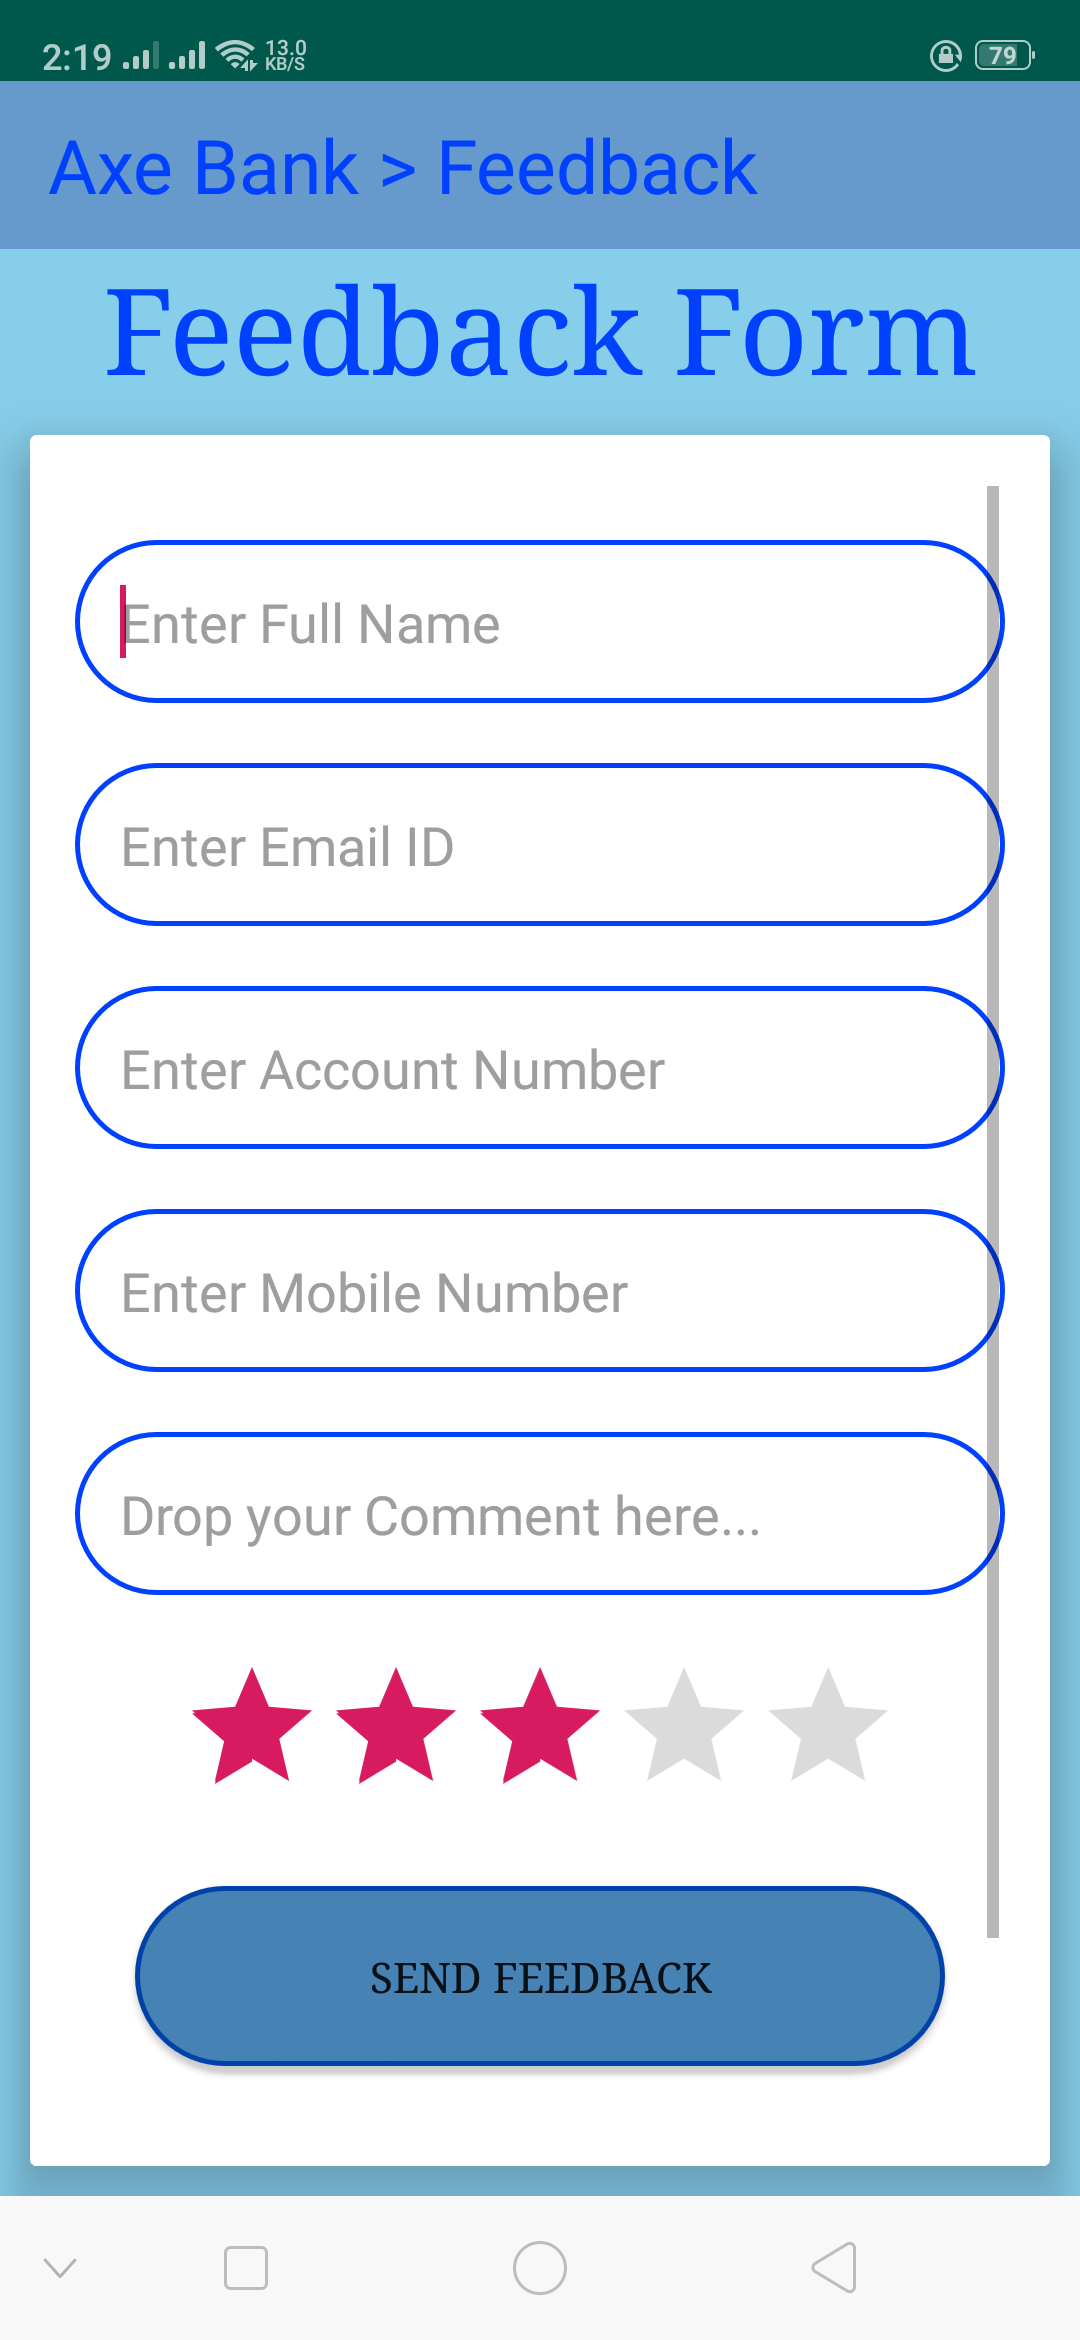 2:19 13.0 KB/S 79
Axe Bank > Feedback
Feedback Form
Enter Full Name
Enter Email ID
Enter Account Number
Enter Mobile Number
Drop your Comment here...
SEND FEEDBACK